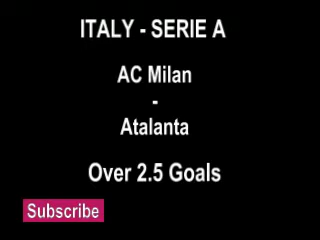 ITALY - SERIE A
AC Milan
-
Atalanta
Over 2.5 Goals
Subscribe